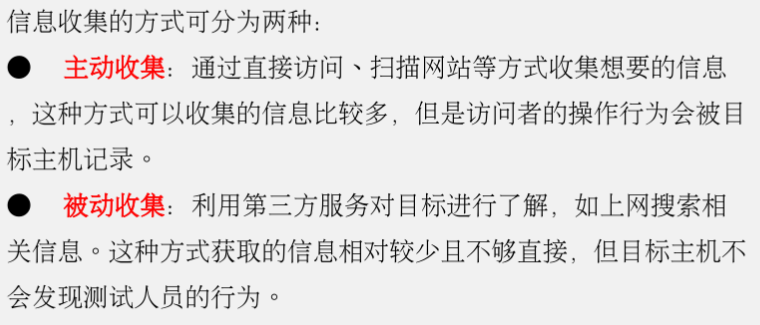 信息收集的方式可分为两种:
● 主动收集：通过直接访问、扫描网站等方式收集想要的信息
，这种方式可以收集的信息比较多，但是访问者的操作行为会被目
标主机记录。
● 被动收集：利用第三方服务对目标进行了解，如上网搜索相
关信息。这种方式获取的信息相对较少且不够直接，但目标主机不
会发现测试人员的行为。